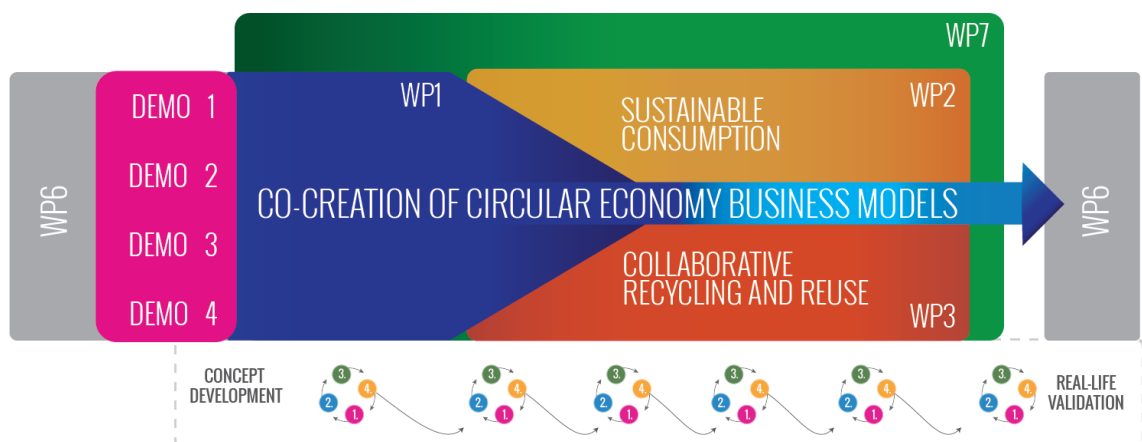 WP7
WP6
DEMO 1
DEMO 2
DEMO 3
DEMO 4
WP1
SUSTAINABLE
CONSUMPTION
WP2
CO-CREATION OF CIRCULAR ECONOMY BUSINESS MODELS
COLLABORATIVE
RECYCLING AND REUSE
WP3
WP6
CONCEPT
DEVELOPMENT
3.
4.
2.
1.
3.
4.
2.
1.
3.
4.
2.
1.
3.
4.
2.
1.
3.
4.
2.
1.
3.
4.
2.
1.
REAL-LIFE
VALIDATION